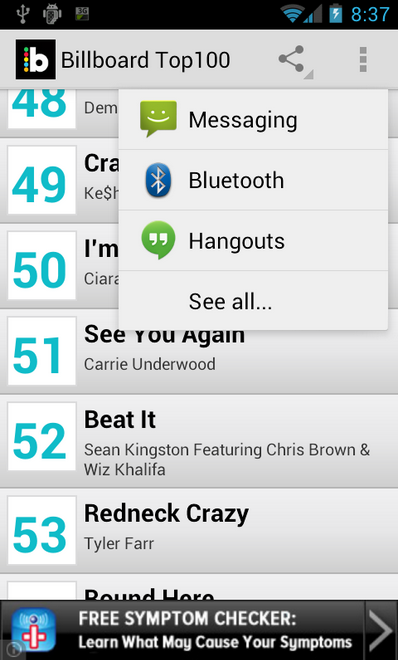 8:37
b Billboard Top100
48
Dem
Messaging
49
Cra
Ke$h
Bluetooth
50
I'm
Ciara
Hangouts
See all...
51
See You Again
Carrie Underwood
52
Beat It
Sean Kingston Featuring Chris Brown &
Wiz Khalifa
53
Redneck Crazy
Tyler Farr
Round Here
FREE SYMPTOM CHECKER:
Learn What May Cause Your Symptoms